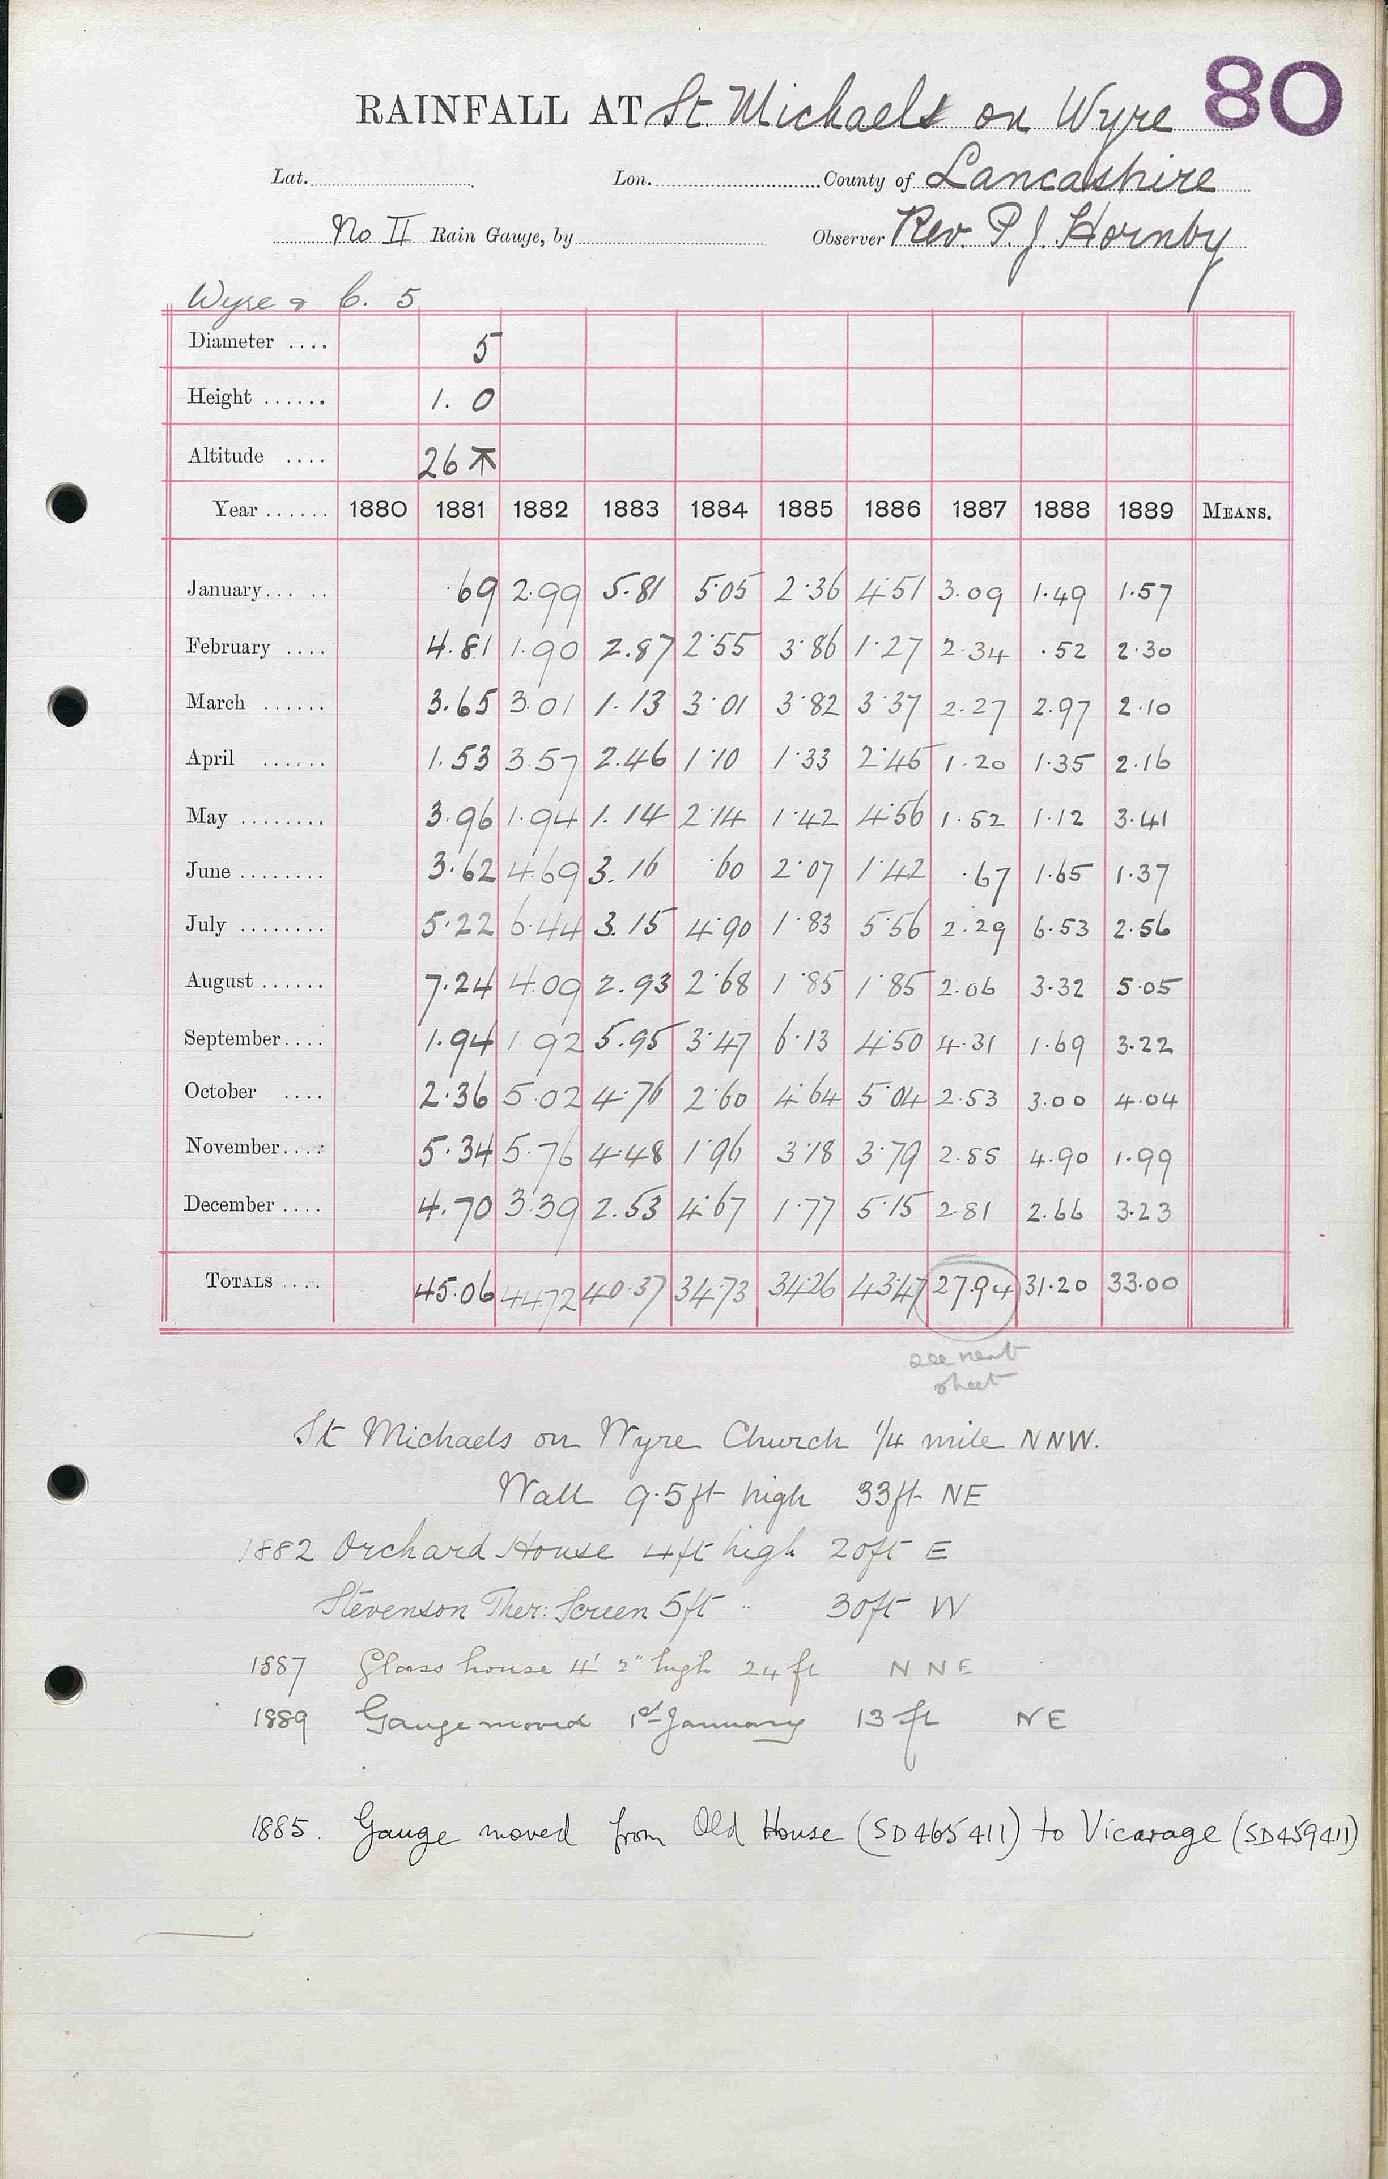 80
RAINFALL AT St. Michaels on Wyre
Lat. Lon. County of Lancashire
No II Rain Gauge, by Observer Rev. P. J. Hornby
Wyre & C. 5
Diameter .... 5
Height ...... 1. 0
Altitude .... 26
Year ...... 1880 1881 1882 1883 1884 1885 1886 1887 1888 1889 MEANS.
January... .. .69 2.99 5.81 5.05 2.36 4.51 3.09 1.49 1.57
February .... 4.81 1.90 2.87 2.55 3.86 1.27 2.34 .52 2.30
March ...... 3.65 3.01 1.13 3.01 3.82 3.37 2.27 2.97 2.10
April ...... 1.53 3.57 2.46 1.10 1.33 2.45 1.20 1.35 2.16
May ........ 3.96 1.94 1.14 2.14 1.42 4.56 1.52 1.12 3.41
June ........ 3.62 4.69 3.16 .60 2.07 1.42 .67 1.65 1.37
July ........ 5.22 6.44 3.15 4.90 1.83 5.56 2.29 6.53 2.56
August ...... 7.24 4.09 2.93 2.68 1.85 1.85 2.06 3.32 5.05
September.... 1.94 1.92 5.95 3.47 6.13 4.50 4.31 1.69 3.22
October .... 2.36 5.02 4.76 2.60 4.64 5.04 2.53 3.00 4.04
November.... 5.34 5.76 4.48 1.96 3.18 3.79 2.85 4.90 1.99
December .... 4.70 3.39 2.53 4.67 1.77 5.15 2.81 2.66 3.23
TOTALS .... 45.06 44.72 40.37 34.73 34.26 43.47 27.94 31.20 33.00
see next
sheet
St Michaels on Wyre Church 1/4 mile NNW.
Wall 9.5ft high 33ft NE
1882 Orchard House 4ft high 20ft E
Stevenson Ther: Screen 5ft " 30ft W
1887 Glass house 4' 2" high 24 ft NNE
1889 Gauge moved 1st January 13 ft NE
1885. Gauge moved from Old House (SD465411) to Vicarage (SD459411)